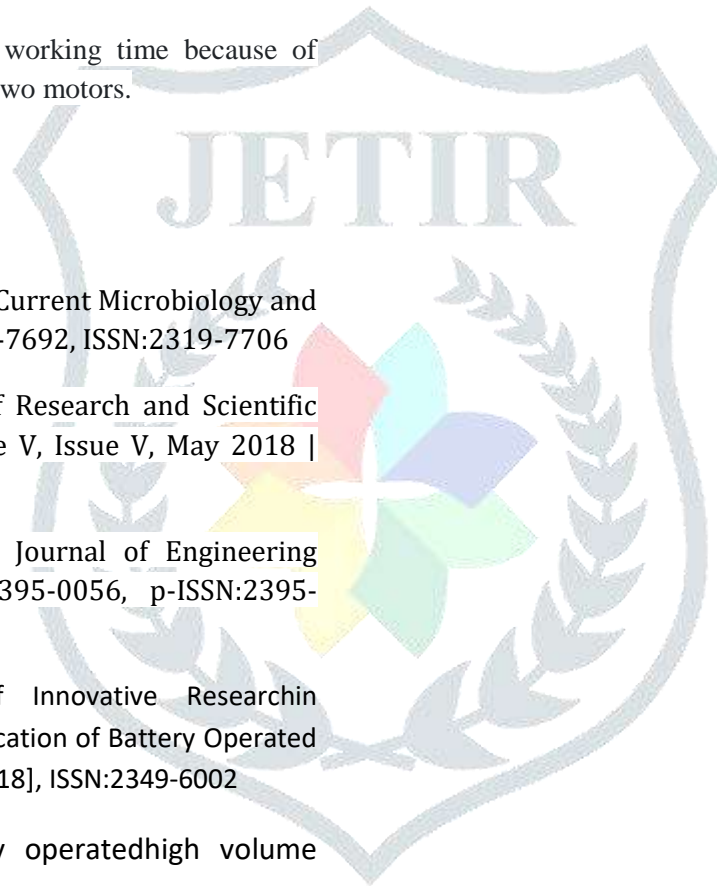 working time because of
two motors.
JETIR
Current Microbiology and
-7692, ISSN:2319-7706
Research and Scientific
V, Issue V, May 2018 |
Journal of Engineering
395-0056, p-ISSN:2395-
Innovative Researchin
cation of Battery Operated
18], ISSN:2349-6002
operatedhigh volume